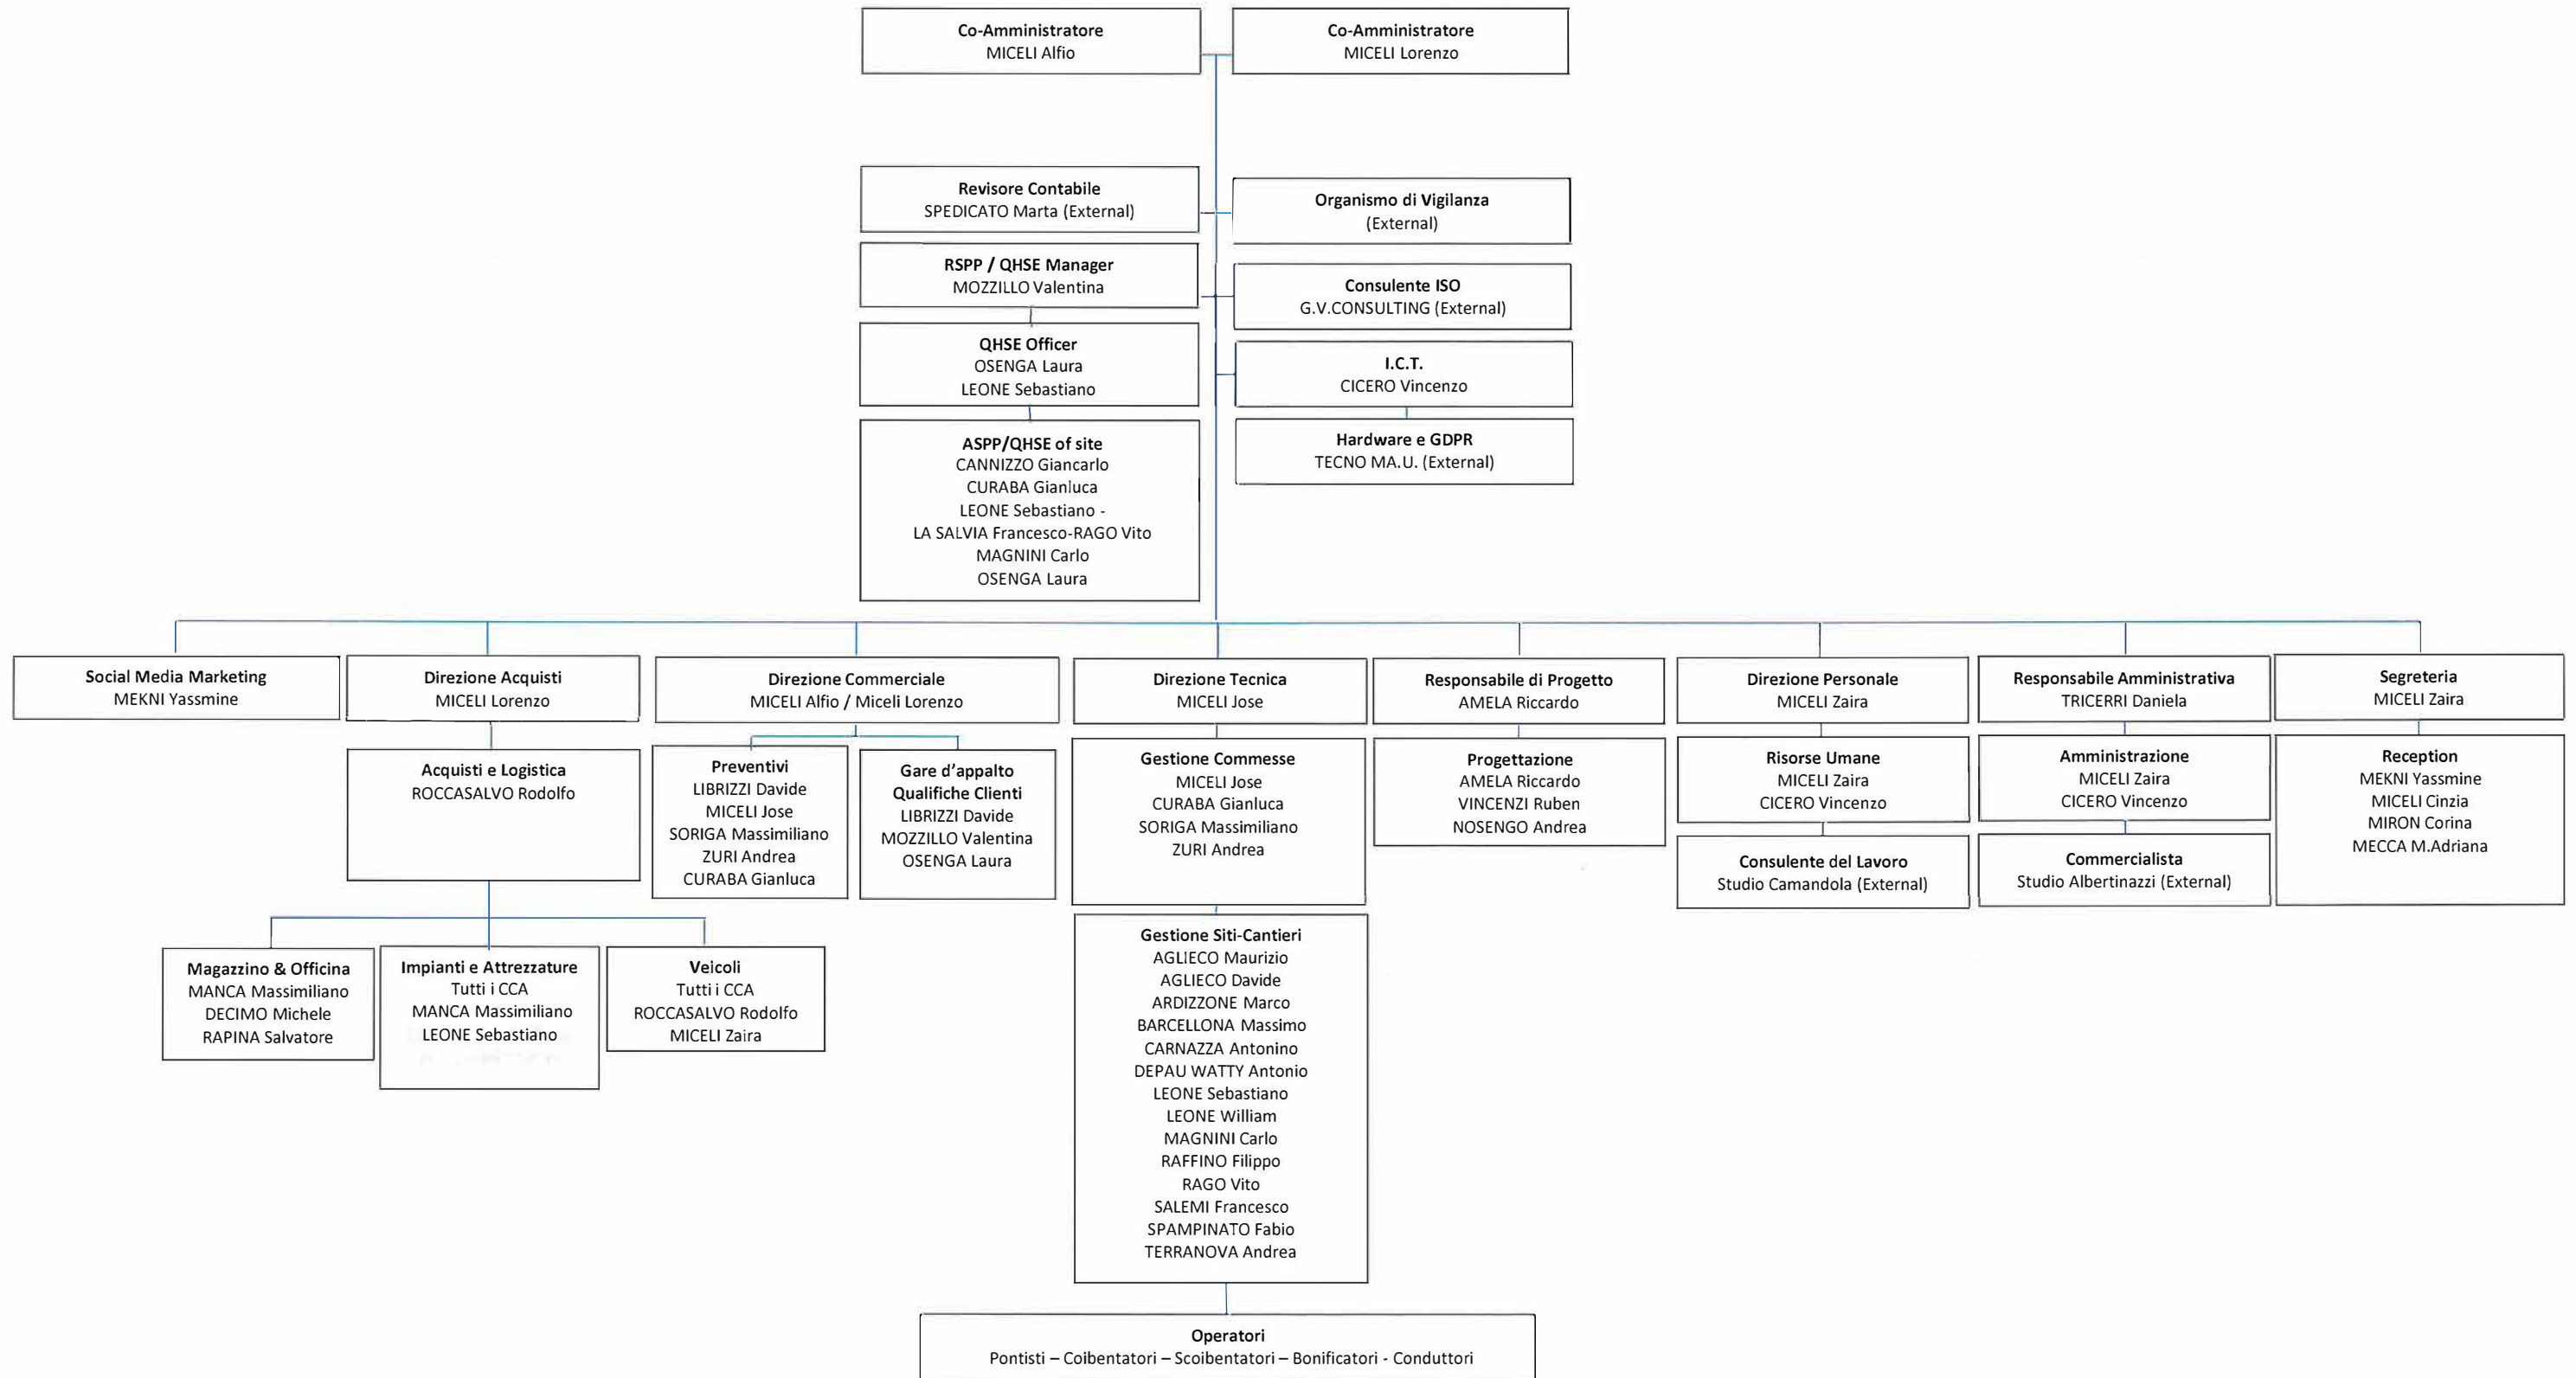 Co-Amministratore
MICELI Alfio
Co-Amministratore
MICELI Lorenzo
Revisore Contabile
SPEDICATO Marta (External)
Organismo di Vigilanza
(External)
RSPP / QHSE Manager
MOZZILLO Valentina
Consulente ISO
G.V.CONSULTING (External)
QHSE Officer
OSENGA Laura
LEONE Sebastiano
I.C.T.
CICERO Vincenzo
Hardware e GDPR
TECNO MA.U. (External)
ASPP/QHSE of site
CANNIZZO Giancarlo
CURABA Gianluca
LEONE Sebastiano -
LA SALVIA Francesco-RAGO Vito
MAGNINI Carlo
OSENGA Laura
Social Media Marketing
MEKNI Yassmine
Direzione Acquisti
MICELI Lorenzo
Direzione Commerciale
MICELI Alfio / Miceli Lorenzo
Direzione Tecnica
MICELI Jose
Responsabile di Progetto
AMELA Riccardo
Direzione Personale
MICELI Zaira
Responsabile Amministrativa
TRICERRI Daniela
Segreteria
MICELI Zaira
Acquisti e Logistica
ROCCASALVO Rodolfo
Preventivi
LIBRIZZI Davide
MICELI Jose
SORIGA Massimiliano
ZURI Andrea
CURABA Gianluca
Gare d'appalto
Qualifiche Clienti
LIBRIZZI Davide
MOZZILLO Valentina
OSENGA Laura
Gestione Commesse
MICELI Jose
CURABA Gianluca
SORIGA Massimiliano
ZURI Andrea
Progettazione
AMELA Riccardo
VINCENZI Ruben
NOSENGO Andrea
Risorse Umane
MICELI Zaira
CICERO Vincenzo
Consulente del Lavoro
Studio Camandola (External)
Amministrazione
MICELI Zaira
CICERO Vincenzo
Commercialista
Studio Albertinazzi (External)
Reception
MEKNI Yassmine
MICELI Cinzia
MIRON Corina
MECCA M.Adriana
Magazzino & Officina
MANCA Massimiliano
DECIMO Michele
RAPINA Salvatore
Impianti e Attrezzature
Tutti i CCA
MANCA Massimiliano
LEONE Sebastiano
Veicoli
Tutti i CCA
ROCCASALVO Rodolfo
MICELI Zaira
Gestione Siti-Cantieri
AGLIECO Maurizio
AGLIECO Davide
ARDIZZONE Marco
BARCELLONA Massimo
CARNAZZA Antonino
DEPAU WATTY Antonio
LEONE Sebastiano
LEONE William
MAGNINI Carlo
RAFFINO Filippo
RAGO Vito
SALEMI Francesco
SPAMPINATO Fabio
TERRANOVA Andrea
Operatori
Pontisti – Coibentatori – Scoibentatori – Bonificatori - Conduttori